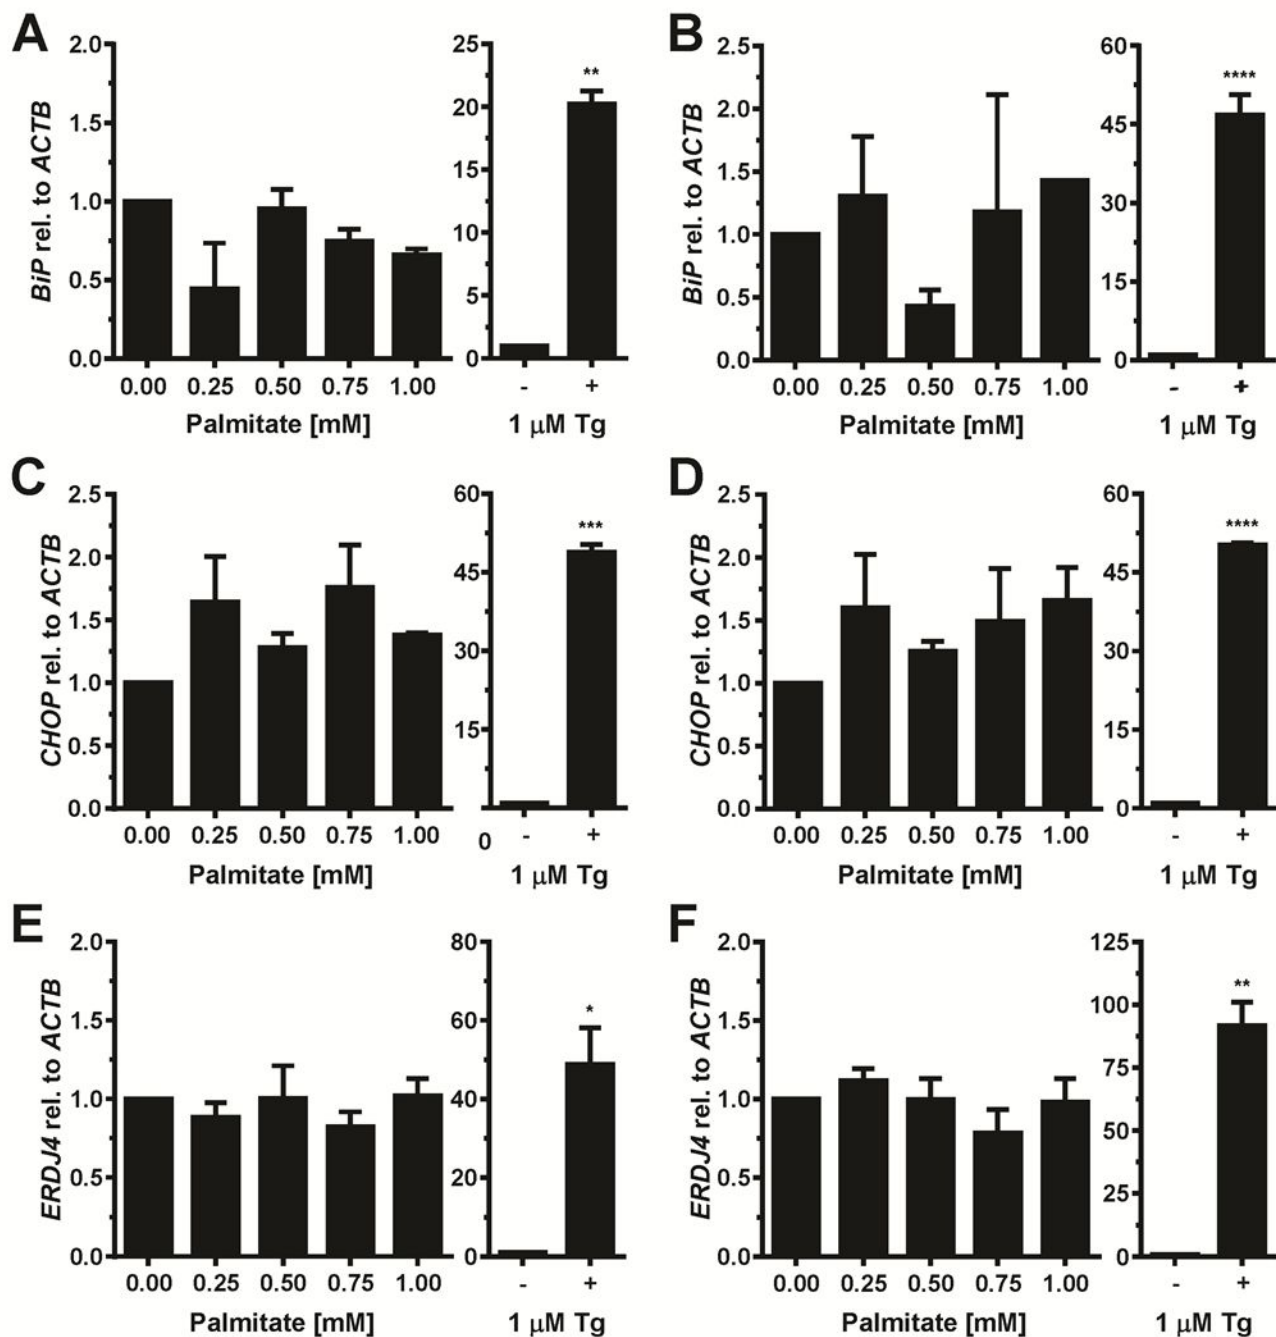 A
BiP rel. to ACTB
2.0
1.5
1.0
0.5
0.0
0.00 0.25 0.50 0.75 1.00
Palmitate [mM]
25
20
15
10
5
0
**
- +
1 μM Tg
B
BiP rel. to ACTB
2.5
2.0
1.5
1.0
0.5
0.0
0.00 0.25 0.50 0.75 1.00
Palmitate [mM]
60
45
30
15
0
****
- +
1 μM Tg
C
CHOP rel. to ACTB
2.5
2.0
1.5
1.0
0.5
0.0
0.00 0.25 0.50 0.75 1.00
Palmitate [mM]
60
45
30
15
0
***
- +
1 μM Tg
D
CHOP rel. to ACTB
2.5
2.0
1.5
1.0
0.5
0.0
0.00 0.25 0.50 0.75 1.00
Palmitate [mM]
60
45
30
15
0
****
- +
1 μM Tg
E
ERDJ4 rel. to ACTB
2.0
1.5
1.0
0.5
0.0
0.00 0.25 0.50 0.75 1.00
Palmitate [mM]
80
60
40
20
0
*
- +
1 μM Tg
F
ERDJ4 rel. to ACTB
2.0
1.5
1.0
0.5
0.0
0.00 0.25 0.50 0.75 1.00
Palmitate [mM]
125
100
75
50
25
0
**
- +
1 μM Tg